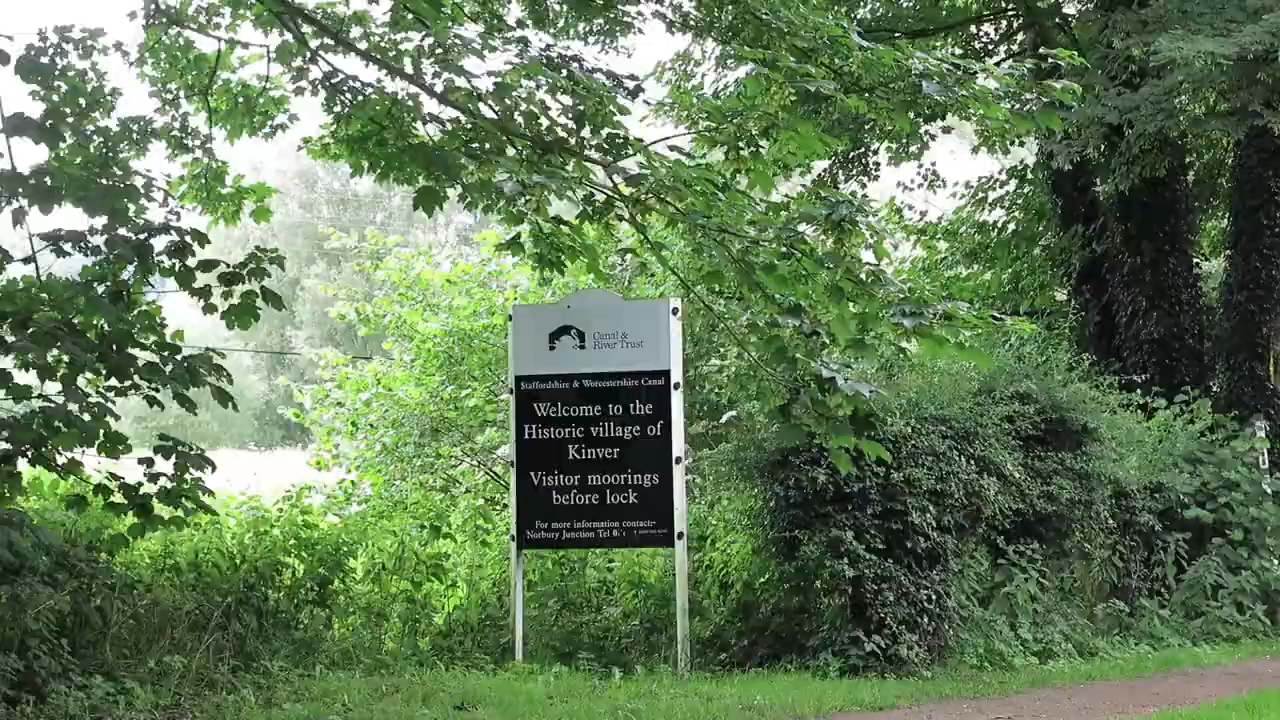 Canal &
River Trust
Staffordshire & Worcestershire Canal
Welcome to the
Historic village of
Kinver
Visitor moorings
before lock
For more information contact:-
Norbury Junction Tel